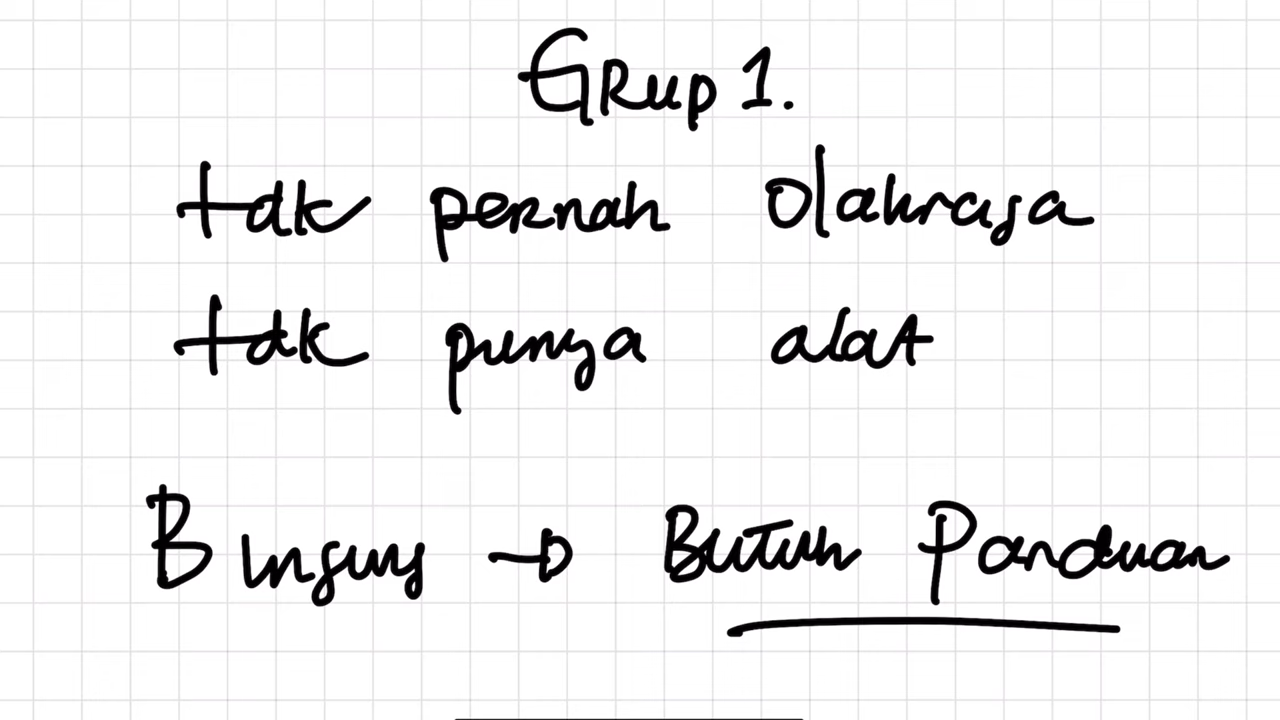 GRup 1.
tdk pernah olahraga
tdk punya alat
Bingung → Butuh Panduan